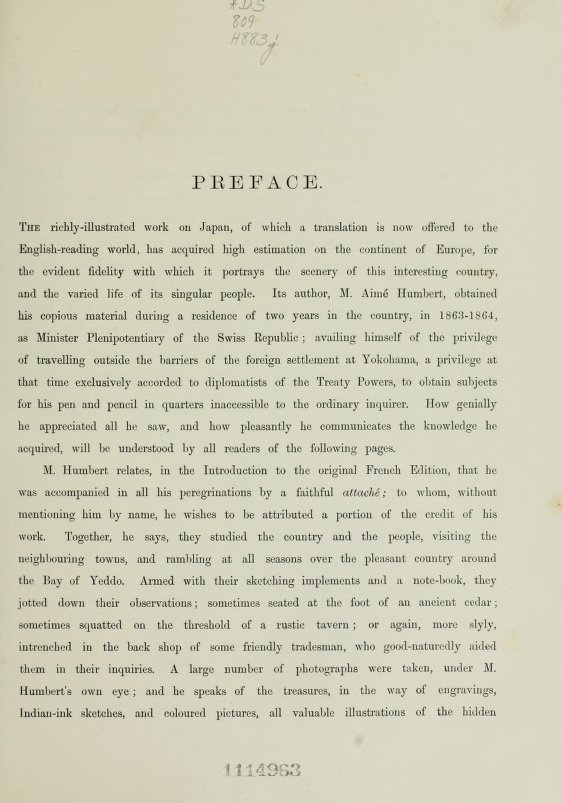 ADS
809
H883j
PREFACE.
THE richly-illustrated work on Japan, of which a translation is now offered to the
English-reading world, has acquired high estimation on the continent of Europe, for
the evident fidelity with which it portrays the scenery of this interesting country,
and the varied life of its singular people. Its author, M. Aimé Humbert, obtained
his copious material during a residence of two years in the country, in 1863-1864,
as Minister Plenipotentiary of the Swiss Republic; availing himself of the privilege
of travelling outside the barriers of the foreign settlement at Yokohama, a privilege at
that time exclusively accorded to diplomatists of the Treaty Powers, to obtain subjects
for his pen and pencil in quarters inaccessible to the ordinary inquirer. How genially
he appreciated all he saw, and how pleasantly he communicates the knowledge he
acquired, will be understood by all readers of the following pages.
M. Humbert relates, in the Introduction to the original French Edition, that he
was accompanied in all his peregrinations by a faithful attaché; to whom, without
mentioning him by name, he wishes to be attributed a portion of the credit of his
work. Together, he says, they studied the country and the people, visiting the
neighbouring towns, and rambling at all seasons over the pleasant country around
the Bay of Yeddo. Armed with their sketching implements and a note-book, they
jotted down their observations; sometimes seated at the foot of an ancient cedar;
sometimes squatted on the threshold of a rustic tavern; or again, more slyly,
intrenched in the back shop of some friendly tradesman, who good-naturedly aided
them in their inquiries. A large number of photographs were taken, under M.
Humbert's own eye; and he speaks of the treasures, in the way of engravings,
Indian-ink sketches, and coloured pictures, all valuable illustrations of the hidden
1114963